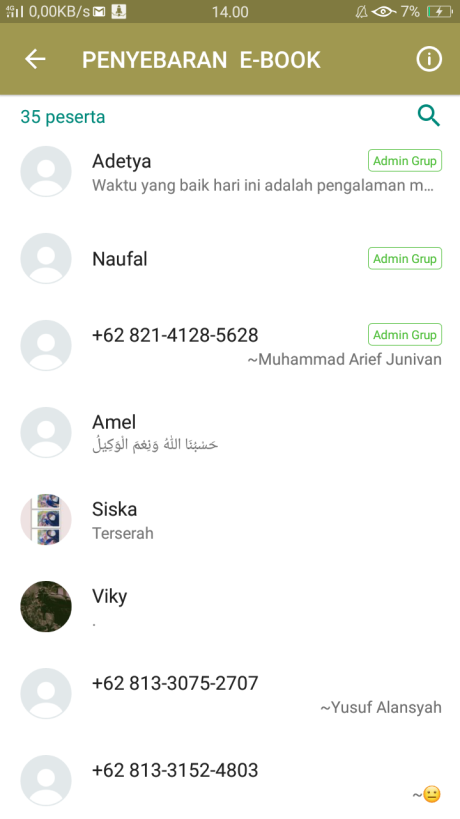 4G 0,00KB/s 14.00 7%
PENYEBARAN E-BOOK
35 peserta
Adetya Admin Grup
Waktu yang baik hari ini adalah pengalaman m...
Naufal Admin Grup
+62 821-4128-5628 Admin Grup
~Muhammad Arief Junivan
Amel
حَسْبُنَا اللهُ وَنِعْمَ الْوَكِيْلُ
Siska
Terserah
Viky
.
+62 813-3075-2707
~Yusuf Alansyah
+62 813-3152-4803
~😐